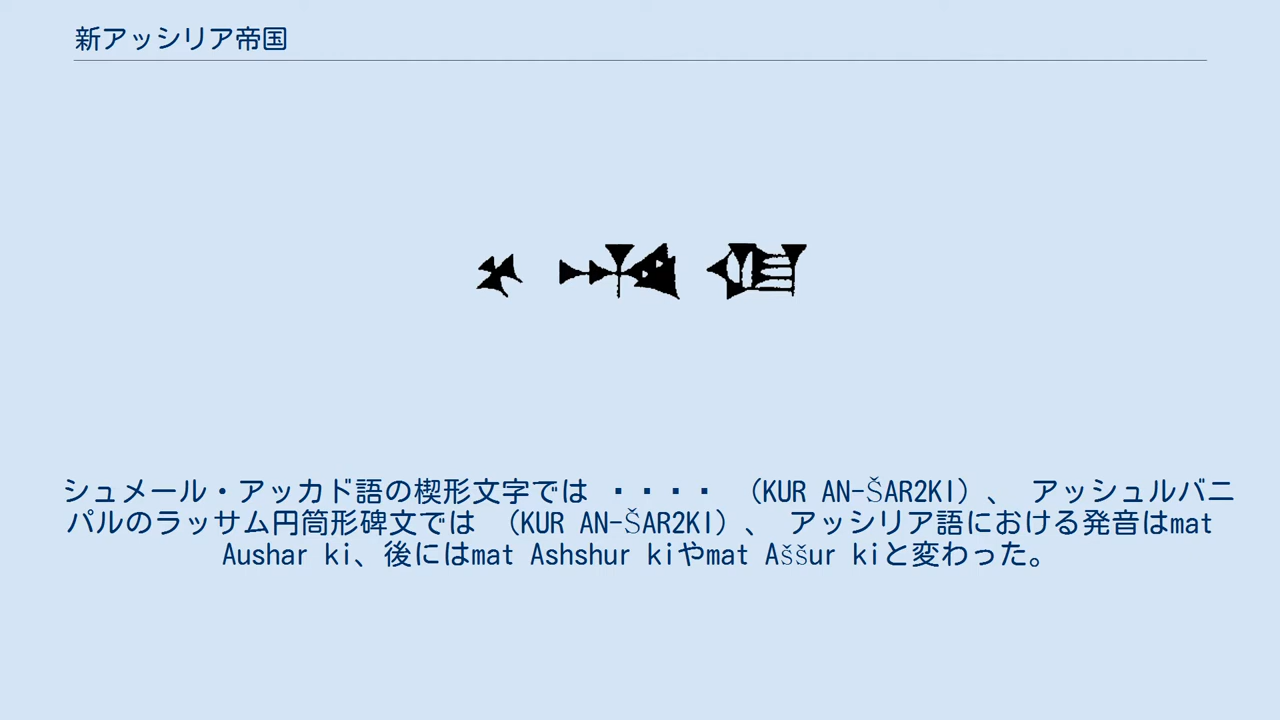 新アッシリア帝国
シュメール・アッカド語の楔形文字では ・・・・ （KUR AN-ŠAR2KI）、 アッシュルバニ
パルのラッサム円筒形碑文では （KUR AN-ŠAR2KI）、 アッシリア語における発音はmat
Aushar ki、後にはmat Ashshur kiやmat Aššur kiと変わった。